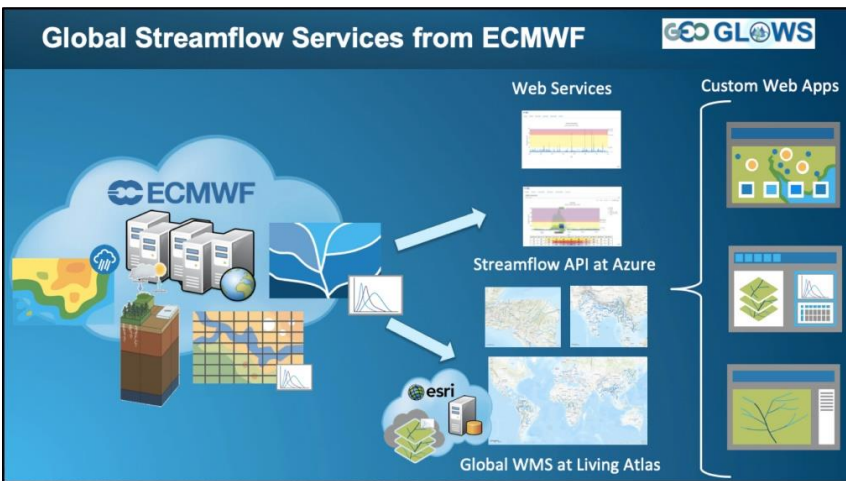 Global Streamflow Services from ECMWF
GEO GLOWS
Web Services
Custom Web Apps
ECMWF
Streamflow API at Azure
esri
Global WMS at Living Atlas